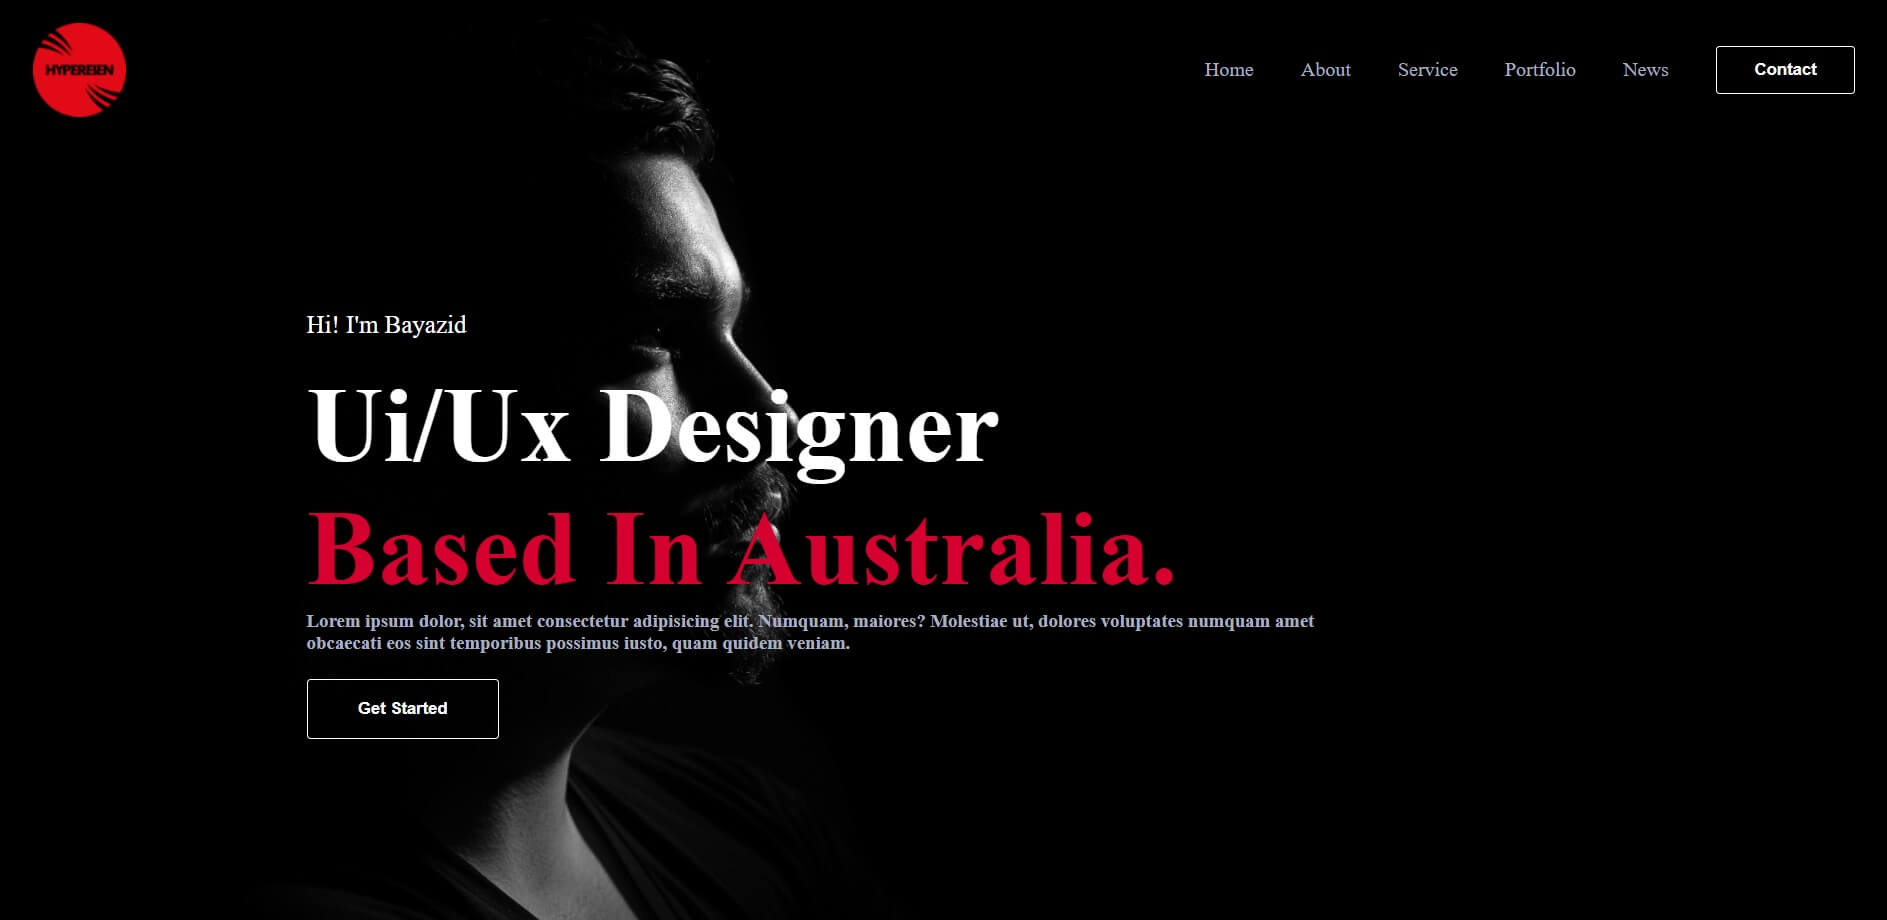 HYPEREIEN
Home About Service Portfolio News Contact
Hi! I'm Bayazid
Ui/Ux Designer
Based In Australia.
Lorem ipsum dolor, sit amet consectetur adipisicing elit. Numquam, maiores? Molestiae ut, dolores voluptates numquam amet
obcaecati eos sint temporibus possimus iusto, quam quidem veniam.
Get Started